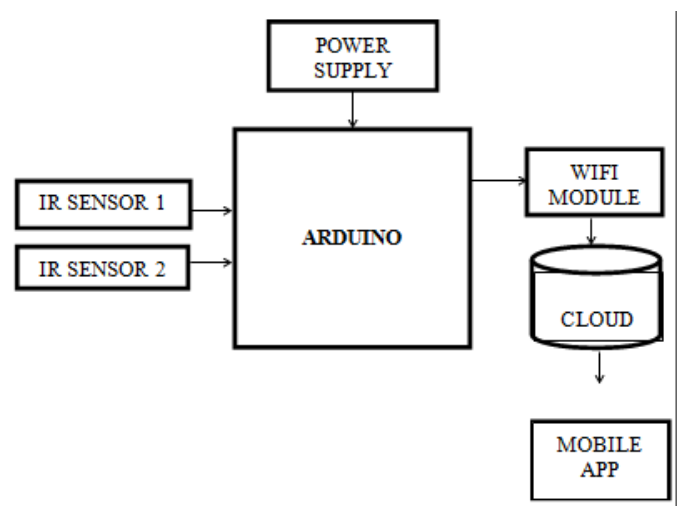 POWER
SUPPLY
IR SENSOR 1
IR SENSOR 2
ARDUINO
WIFI
MODULE
CLOUD
MOBILE
APP